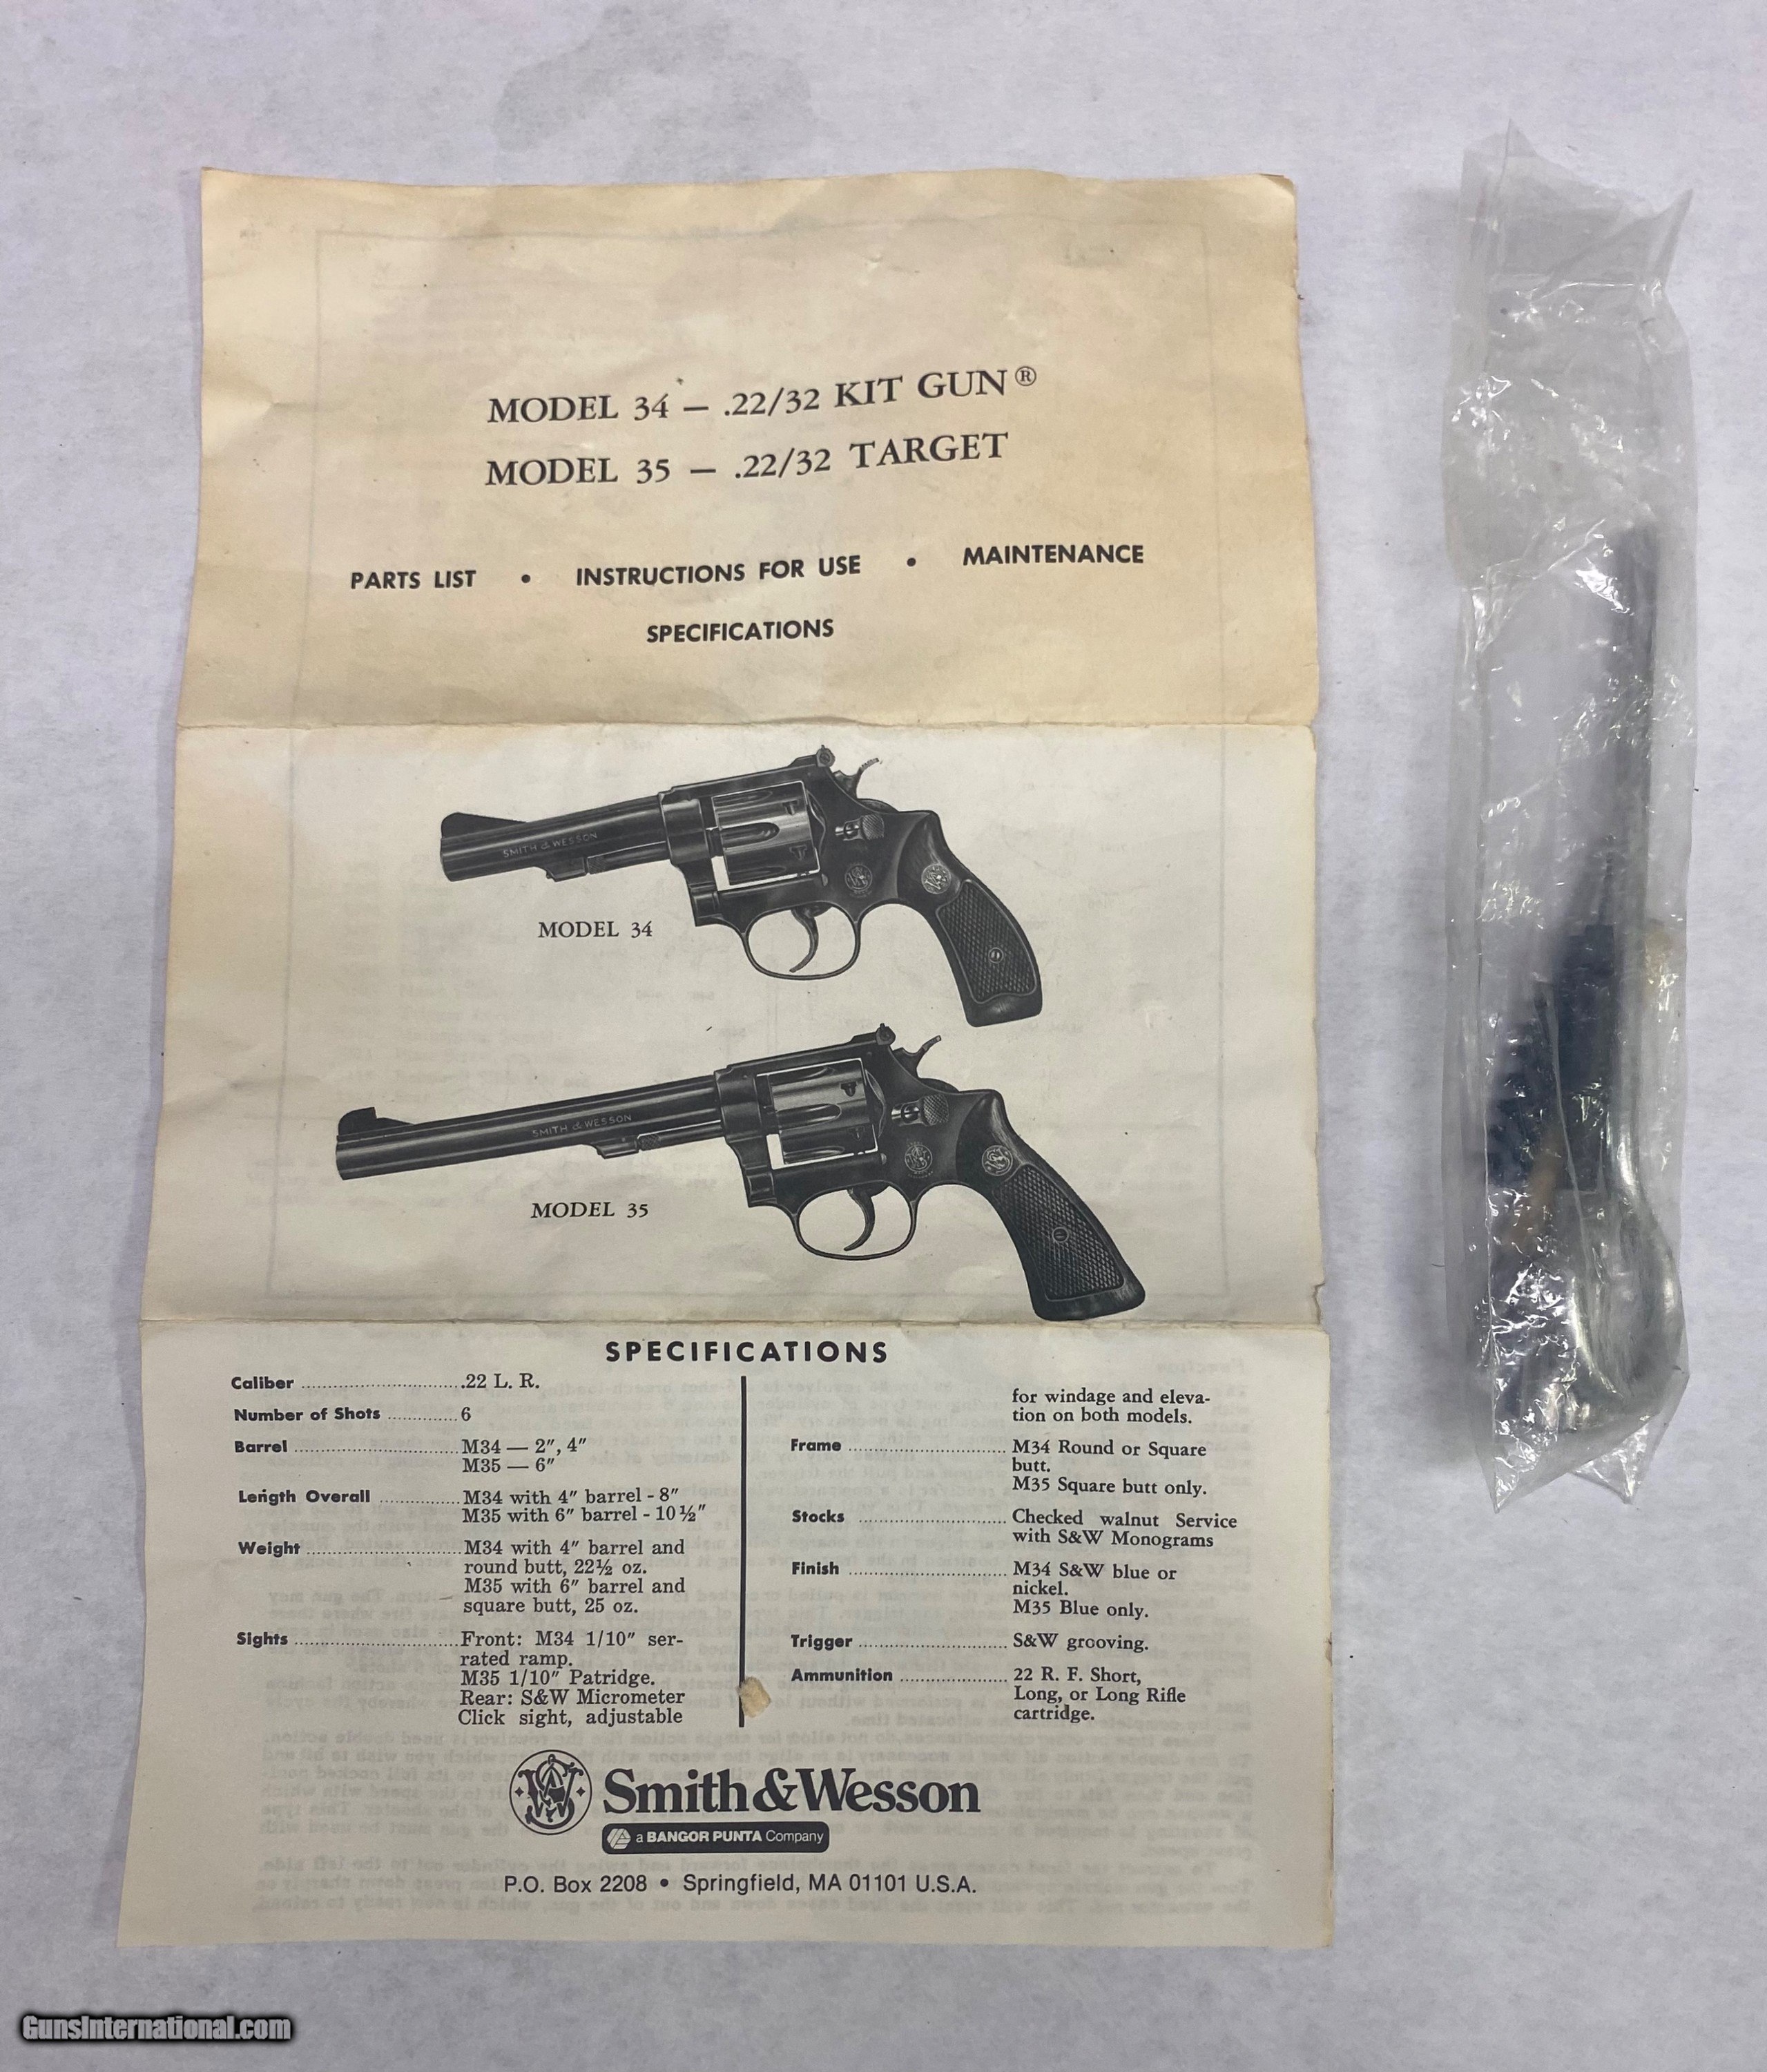 MODEL 34 — .22/32 KIT GUN®
MODEL 35 — .22/32 TARGET
PARTS LIST • INSTRUCTIONS FOR USE • MAINTENANCE
SPECIFICATIONS
SMITH & WESSON
MODEL 34
SMITH & WESSON
MODEL 35
SPECIFICATIONS
Caliber .22 L. R.
Number of Shots 6
Barrel M34 — 2″, 4″
M35 — 6″
Length Overall M34 with 4″ barrel - 8″
M35 with 6″ barrel - 10½″
Weight M34 with 4″ barrel and
round butt, 22½ oz.
M35 with 6″ barrel and
square butt, 25 oz.
Sights Front: M34 1/10″ ser-
rated ramp.
M35 1/10″ Patridge.
Rear: S&W Micrometer
Click sight, adjustable
for windage and eleva-
tion on both models.
Frame M34 Round or Square
butt.
M35 Square butt only.
Stocks Checked walnut Service
with S&W Monograms
Finish M34 S&W blue or
nickel.
M35 Blue only.
Trigger S&W grooving.
Ammunition 22 R. F. Short,
Long, or Long Rifle
cartridge.
Smith & Wesson
a BANGOR PUNTA Company
P.O. Box 2208 • Springfield, MA 01101 U.S.A.
GunsInternational.com